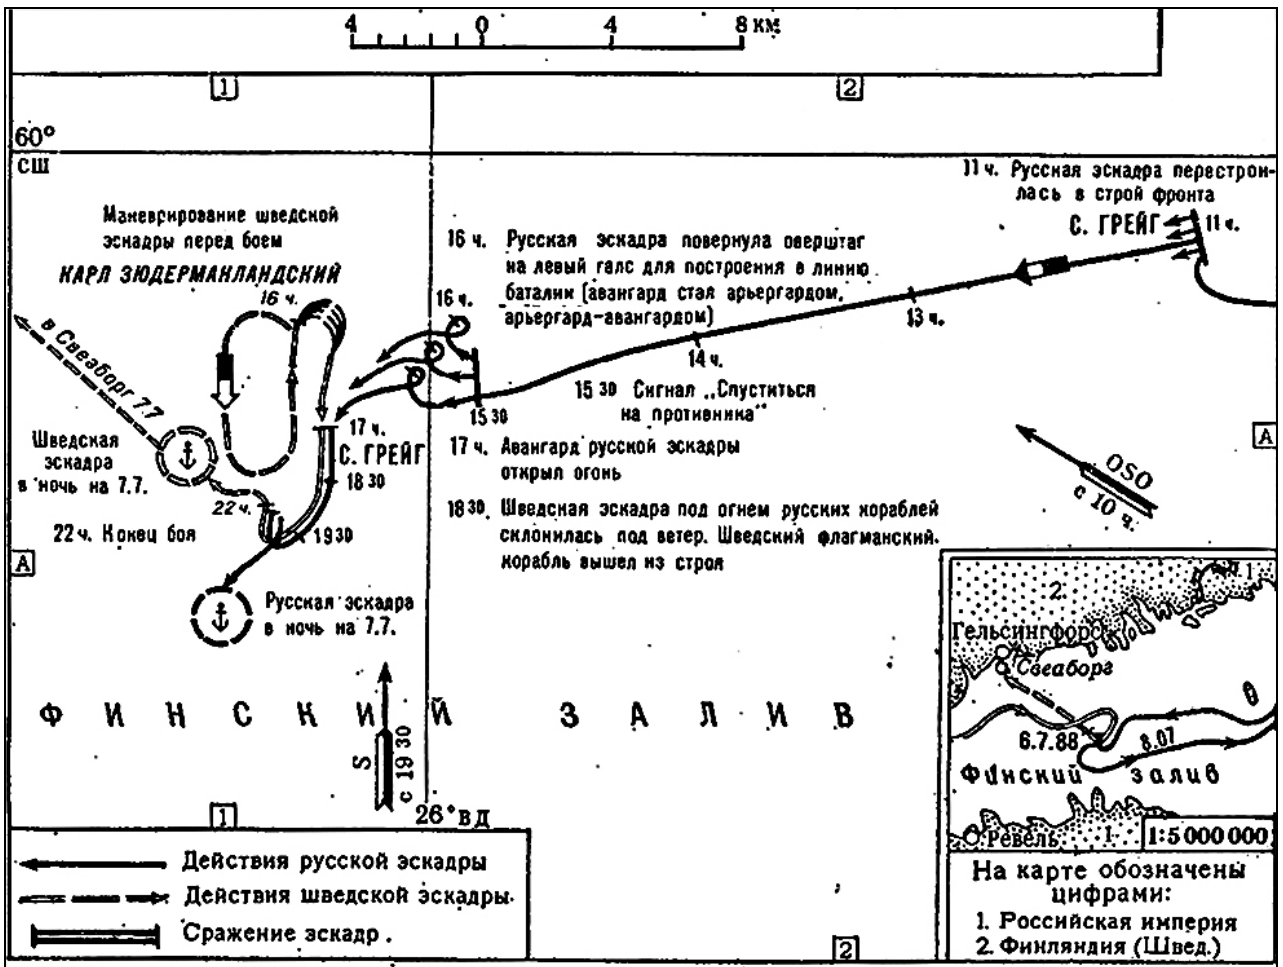 4 0 4 8 км
1 2
60°
СШ
11 ч. Русская эскадра перестрои-
лась в строй фронта
С. ГРЕЙГ 11 ч.
Маневрирование шведской
эскадры перед боем
КАРЛ ЗЮДЕРМАНЛАНДСКИЙ
16 ч.
16 ч.
16 ч. Русская эскадра повернула оверштаг
на левый галс для построения в линию
баталии (авангард стал арьергардом,
арьергард-авангардом)
13 ч.
14 ч.
в Свеаборг 7.7
15 30
15 30 Сигнал „Спуститься
на противника"
17 ч.
С. ГРЕЙГ
18 30
17 ч. Авангард русской эскадры
открыл огонь
А
Шведская
эскадра
в ночь на 7.7.
OSO
с 10 ч.
22 ч.
22 ч. Конец боя
19 30
18 30. Шведская эскадра под огнем русских кораблей
склонилась под ветер. Шведский флагманский
корабль вышел из строя
А
Русская эскадра
в ночь на 7.7.
ФИНСКИЙ ЗАЛИВ
S
с 19 30
1
26° ВД
2
1
Гельсингфорс
Свеаборг
6.7.88
8.07
Финский залив
Ревель
1
1:5 000 000
На карте обозначены
цифрами:
1. Российская империя
2. Финляндия (Швед.)
Действия русской эскадры
Действия шведской эскадры.
Сражение эскадр.
2